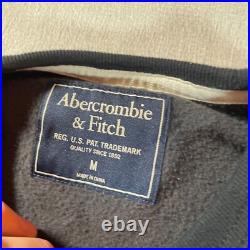 Abercrombie
& Fitch
REG. U.S. PAT. TRADEMARK
QUALITY SINCE 1892
M
MADE IN CHINA